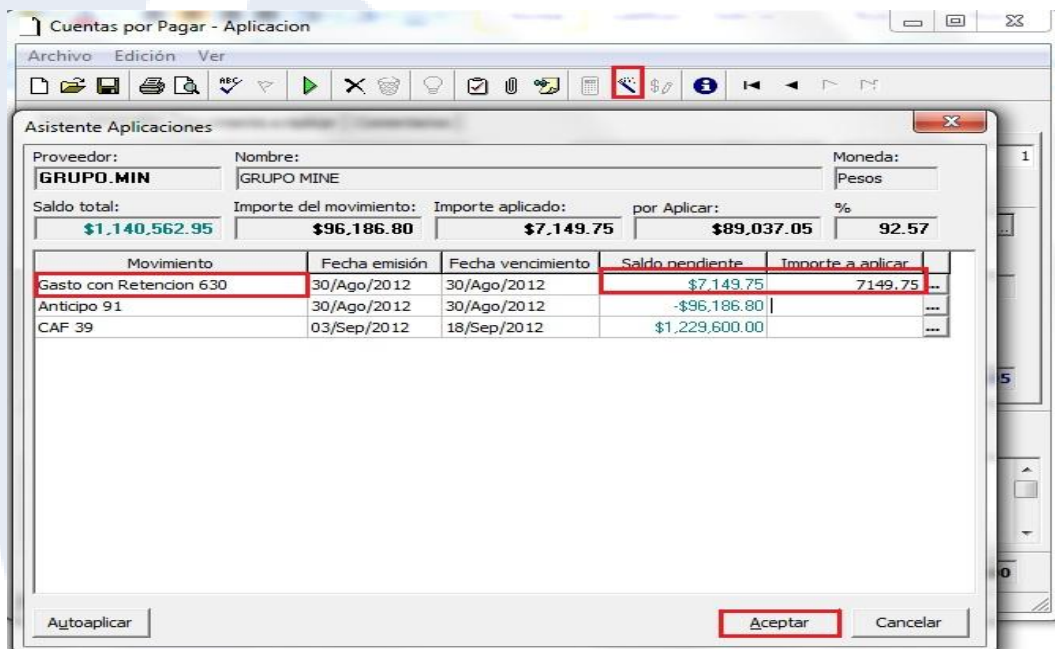 Cuentas por Pagar - Aplicacion
Archivo Edición Ver
ABC
Asistente Aplicaciones
Proveedor: Nombre: Moneda:
GRUPO.MIN GRUPO MINE Pesos
1
Saldo total: Importe del movimiento: Importe aplicado: por Aplicar: %
$1,140,562.95 $96,186.80 $7,149.75 $89,037.05 92.57
Movimiento Fecha emisión Fecha vencimiento Saldo pendiente Importe a aplicar
Gasto con Retencion 630 30/Ago/2012 30/Ago/2012 $7,149.75 7149.75 ...
Anticipo 91 30/Ago/2012 30/Ago/2012 -$96,186.80 ...
CAF 39 03/Sep/2012 18/Sep/2012 $1,229,600.00 ...
5
0
Autoaplicar Aceptar Cancelar